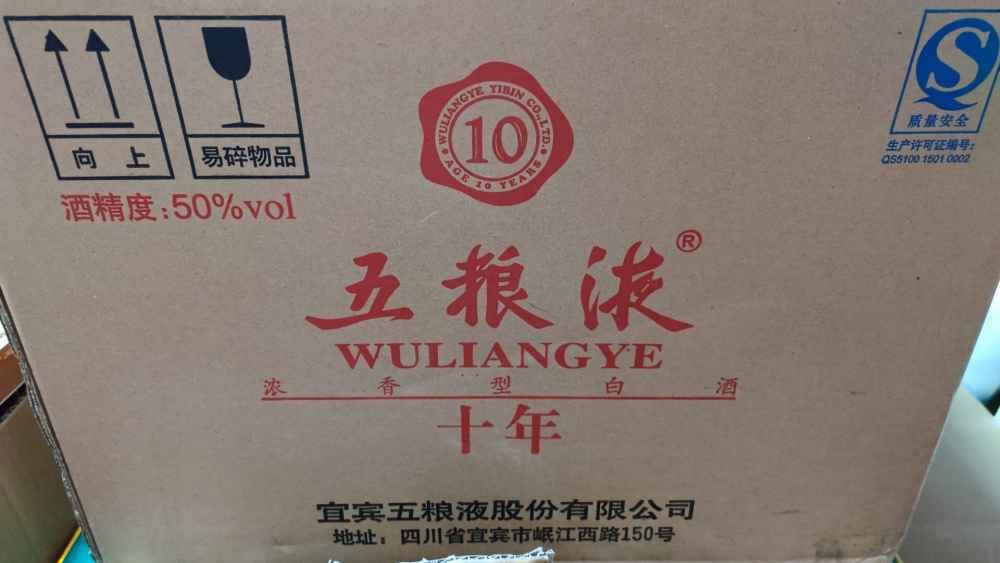 向上
易碎物品
酒精度:50%vol
WULIANGYE YIBIN CO.,LTD.
10
AGE 10 YEARS
质量安全
生产许可证编号:
QS5100 1501 0002
五粮液®
WULIANGYE
浓香型白酒
十年
宜宾五粮液股份有限公司
地址:四川省宜宾市岷江西路150号